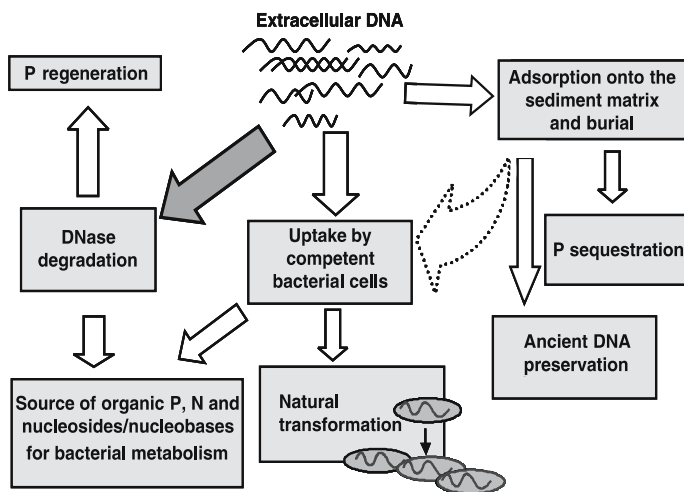 Extracellular DNA
P regeneration
Adsorption onto the
sediment matrix
and burial
DNase
degradation
Uptake by
competent
bacterial cells
P sequestration
Ancient DNA
preservation
Source of organic P, N and
nucleosides/nucleobases
for bacterial metabolism
Natural
transformation